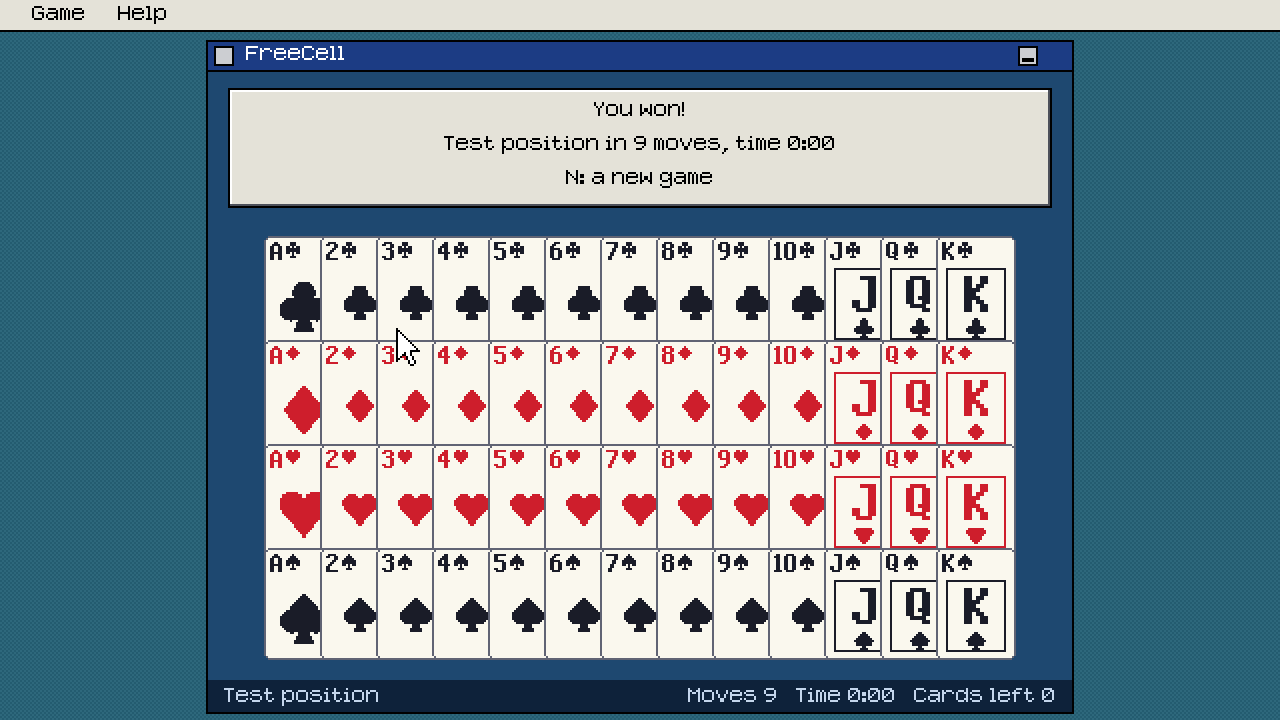 Game Help
FreeCell
You won!
Test position in 9 moves, time 0:00
N: a new game
A♣ 2♣ 3♣ 4♣ 5♣ 6♣ 7♣ 8♣ 9♣ 10♣ J♣ Q♣ K♣
J Q K
A♦ 2♦ 3 4♦ 5♦ 6♦ 7♦ 8♦ 9♦ 10♦ J♦ Q♦ K♦
J Q K
A♥ 2♥ 3♥ 4♥ 5♥ 6♥ 7♥ 8♥ 9♥ 10♥ J♥ Q♥ K♥
J Q K
A♠ 2♠ 3♠ 4♠ 5♠ 6♠ 7♠ 8♠ 9♠ 10♠ J♠ Q♠ K♠
J Q K
Test position Moves 9 Time 0:00 Cards left 0